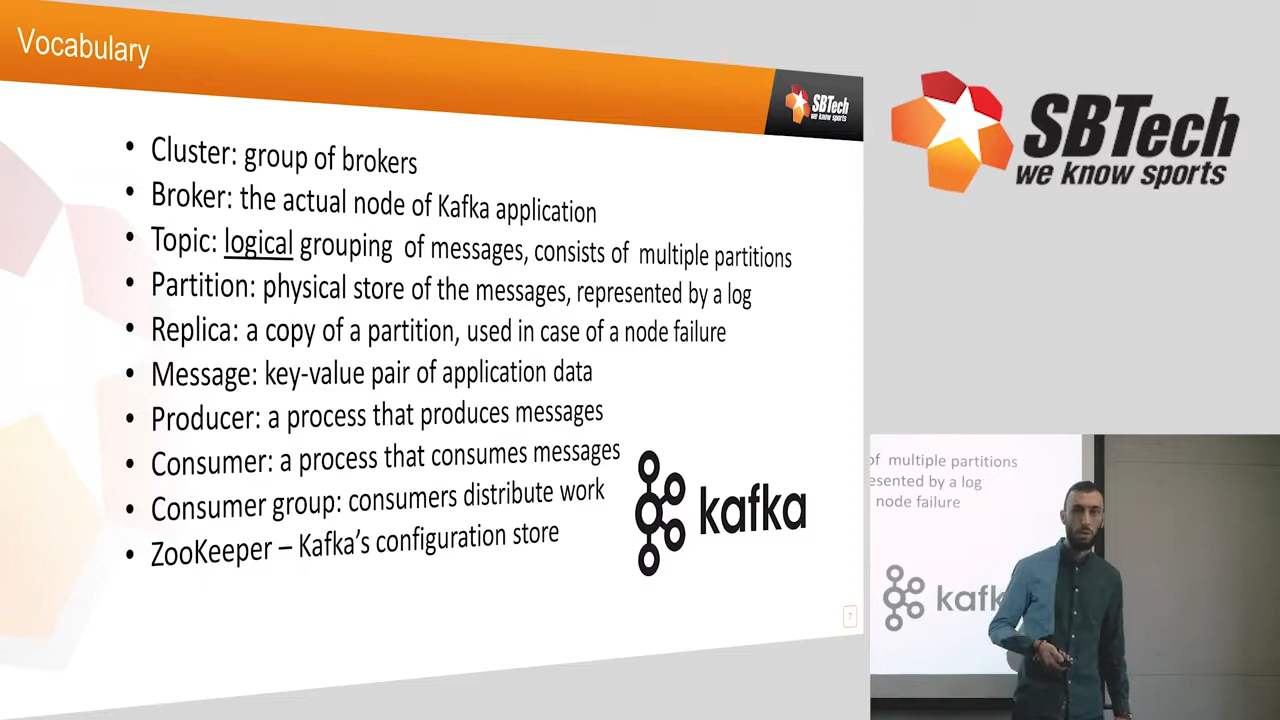 Vocabulary
SBTech
we know sports
• Cluster: group of brokers
• Broker: the actual node of Kafka application
• Topic: logical grouping of messages, consists of multiple partitions
• Partition: physical store of the messages, represented by a log
• Replica: a copy of a partition, used in case of a node failure
• Message: key-value pair of application data
• Producer: a process that produces messages
• Consumer: a process that consumes messages
• Consumer group: consumers distribute work
• ZooKeeper – Kafka's configuration store
kafka
7
SBTech
we know sports
of multiple partitions
esented by a log
node failure
kafk